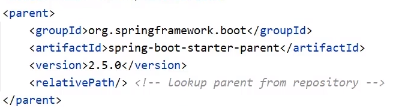 <parent>
    <groupId>org.springframework.boot</groupId>
    <artifactId>spring-boot-starter-parent</artifactId>
    <version>2.5.0</version>
    <relativePath/> <!-- Lookup parent from repository -->
</parent>